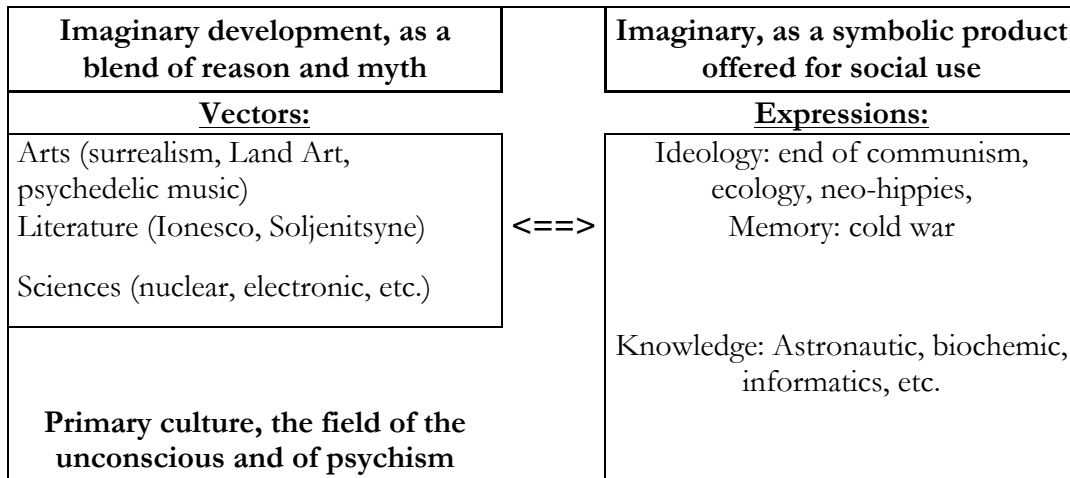 Imaginary development, as a
blend of reason and myth
Imaginary, as a symbolic product
offered for social use
Vectors:
Expressions:
Arts (surrealism, Land Art,
psychedelic music)
Literature (Ionesco, Soljenitsyne)
Sciences (nuclear, electronic, etc.)
<==>
Ideology: end of communism,
ecology, neo-hippies,
Memory: cold war
Knowledge: Astronautic, biochemic,
informatics, etc.
Primary culture, the field of the
unconscious and of psychism